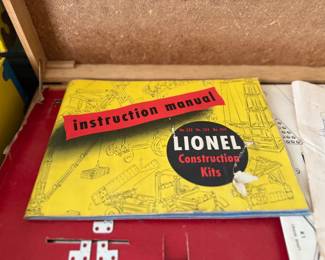 instruction manual
LIONEL
Construction
Kits